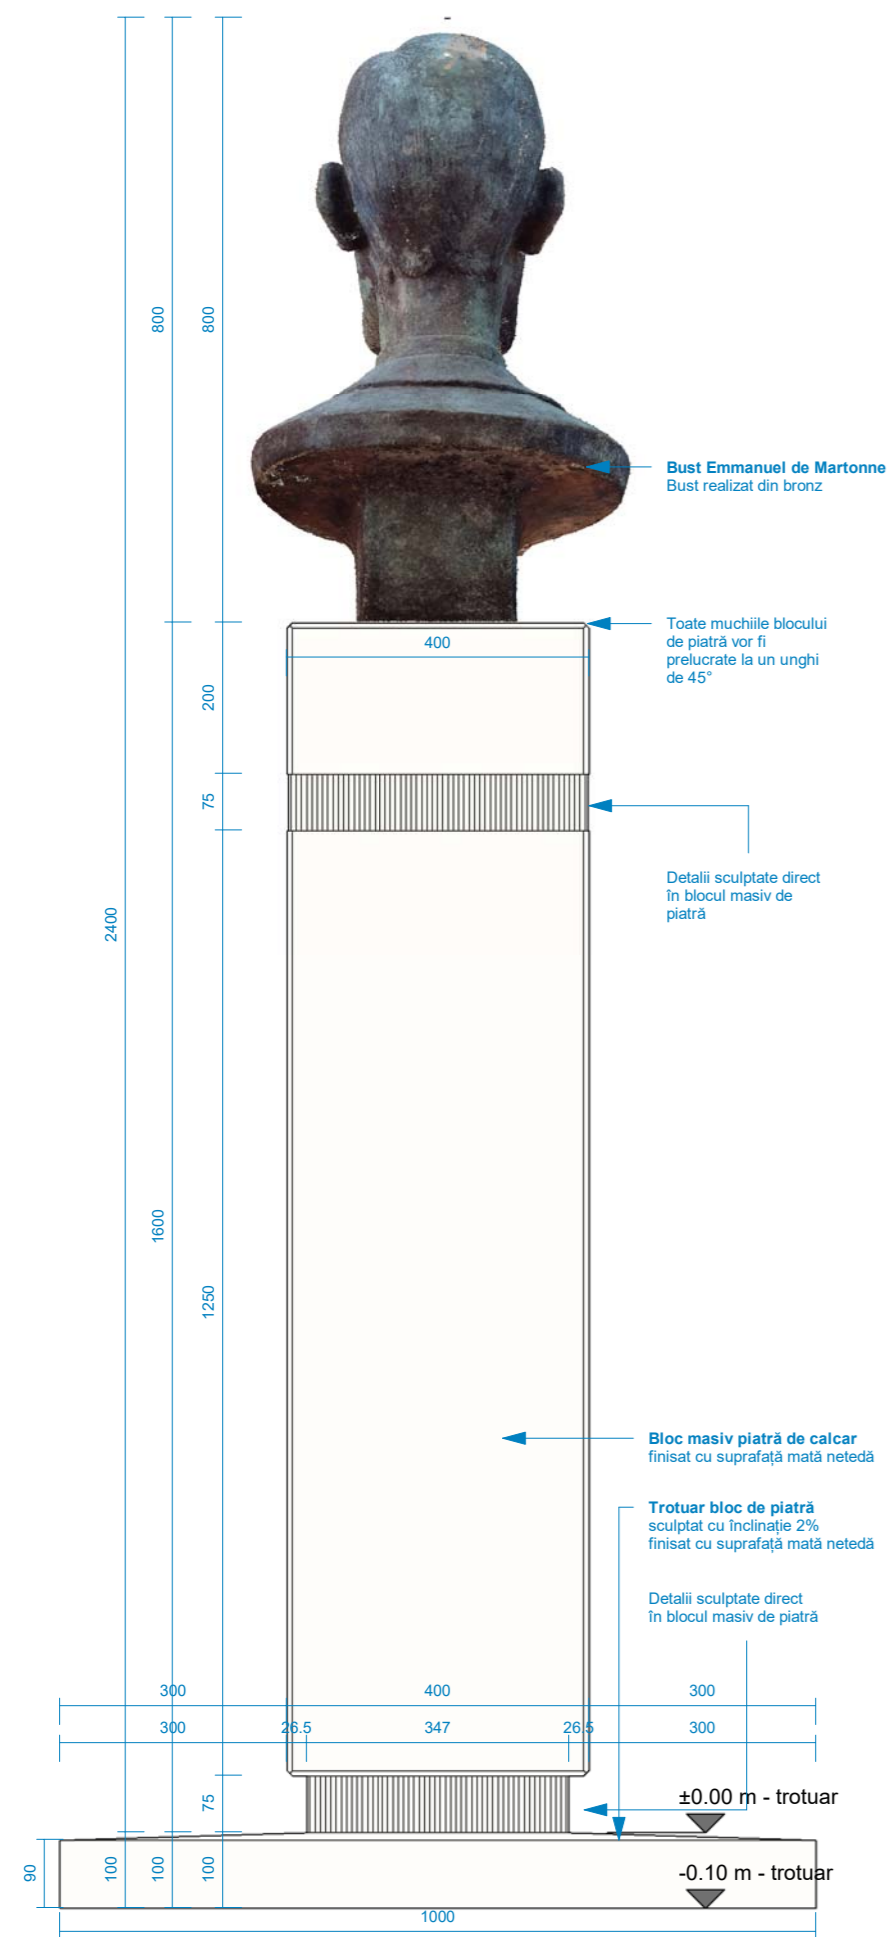 800
800
Bust Emmanuel de Martonne
Bust realizat din bronz
Toate muchiile blocului
de piatră vor fi
prelucrate la un unghi
de 45°
400
200
75
Detalii sculptate direct
în blocul masiv de
piatră
2400
1600
1250
Bloc masiv piatră de calcar
finisat cu suprafață mată netedă
Trotuar bloc de piatră
sculptat cu înclinație 2%
finisat cu suprafață mată netedă
Detalii sculptate direct
în blocul masiv de piatră
300 400 300
300 26.5 347 26.5 300
75
±0.00 m - trotuar
90 100 100 100
-0.10 m - trotuar
1000